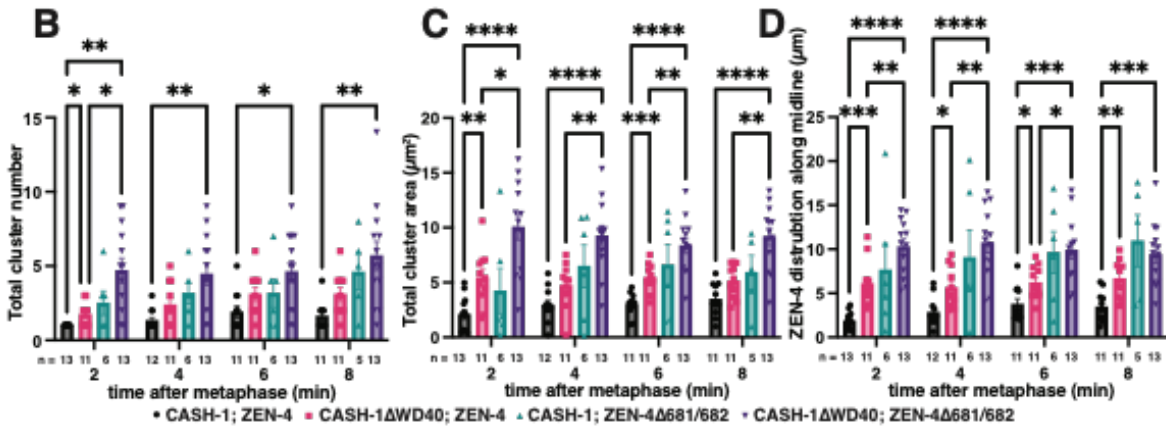 B
**
* * ** * **
Total cluster number
15
10
5
0
n = 13 11 6 13 12 11 6 13 11 11 6 13 11 11 5 13
2 4 6 8
time after metaphase (min)
C
**** ****
* **** ** ****
** ** *** **
Total cluster area (µm²)
25
20
15
10
5
0
n = 13 11 6 13 12 11 6 13 11 11 6 13 11 11 5 13
2 4 6 8
time after metaphase (min)
D
**** ****
** ** *** ***
*** * * * **
ZEN-4 distrubtion along midline (µm)
25
20
15
10
5
0
n = 13 11 6 13 12 11 6 13 11 11 6 13 11 11 5 13
2 4 6 8
time after metaphase (min)
CASH-1; ZEN-4 CASH-1ΔWD40; ZEN-4 CASH-1; ZEN-4Δ681/682 CASH-1ΔWD40; ZEN-4Δ681/682